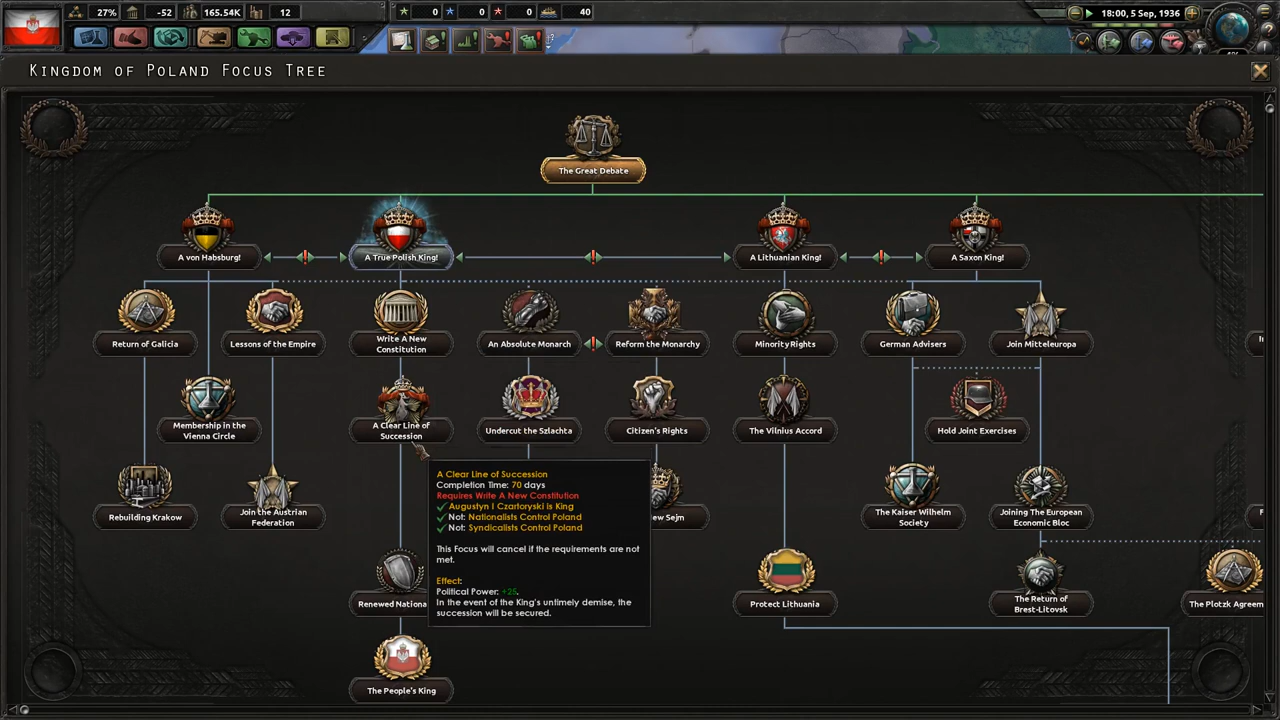 27%
-52
165.54K
12
0
0
0
40
18:00, 5 Sep, 1936
Kingdom of Poland Focus Tree
The Great Debate
A von Habsburg!
A True Polish King!
A Lithuanian King!
A Saxon King!
Return of Galicia
Lessons of the Empire
Write A New
Constitution
An Absolute Monarch
Reform the Monarchy
Minority Rights
German Advisers
Join Mitteleuropa
Membership in the
Vienna Circle
A Clear Line of
Succession
Undercut the Szlachta
Citizen's Rights
The Vilnius Accord
Hold Joint Exercises
A Clear Line of Succession
Completion Time: 70 days
Requires Write A New Constitution
Augustyn I Czartoryski is King
Not: Nationalists Control Poland
Not: Syndicalists Control Poland
This Focus will cancel if the requirements are not
met.
Effect:
Political Power: +25.
In the event of the King's untimely demise, the
succession will be secured.
Rebuilding Krakow
Join the Austrian
Federation
ew Sejm
The Kaiser Wilhelm
Society
Joining The European
Economic Bloc
Renewed Nationa
Protect Lithuania
The Return of
Brest-Litovsk
The Plotzk Agreem
The People's King